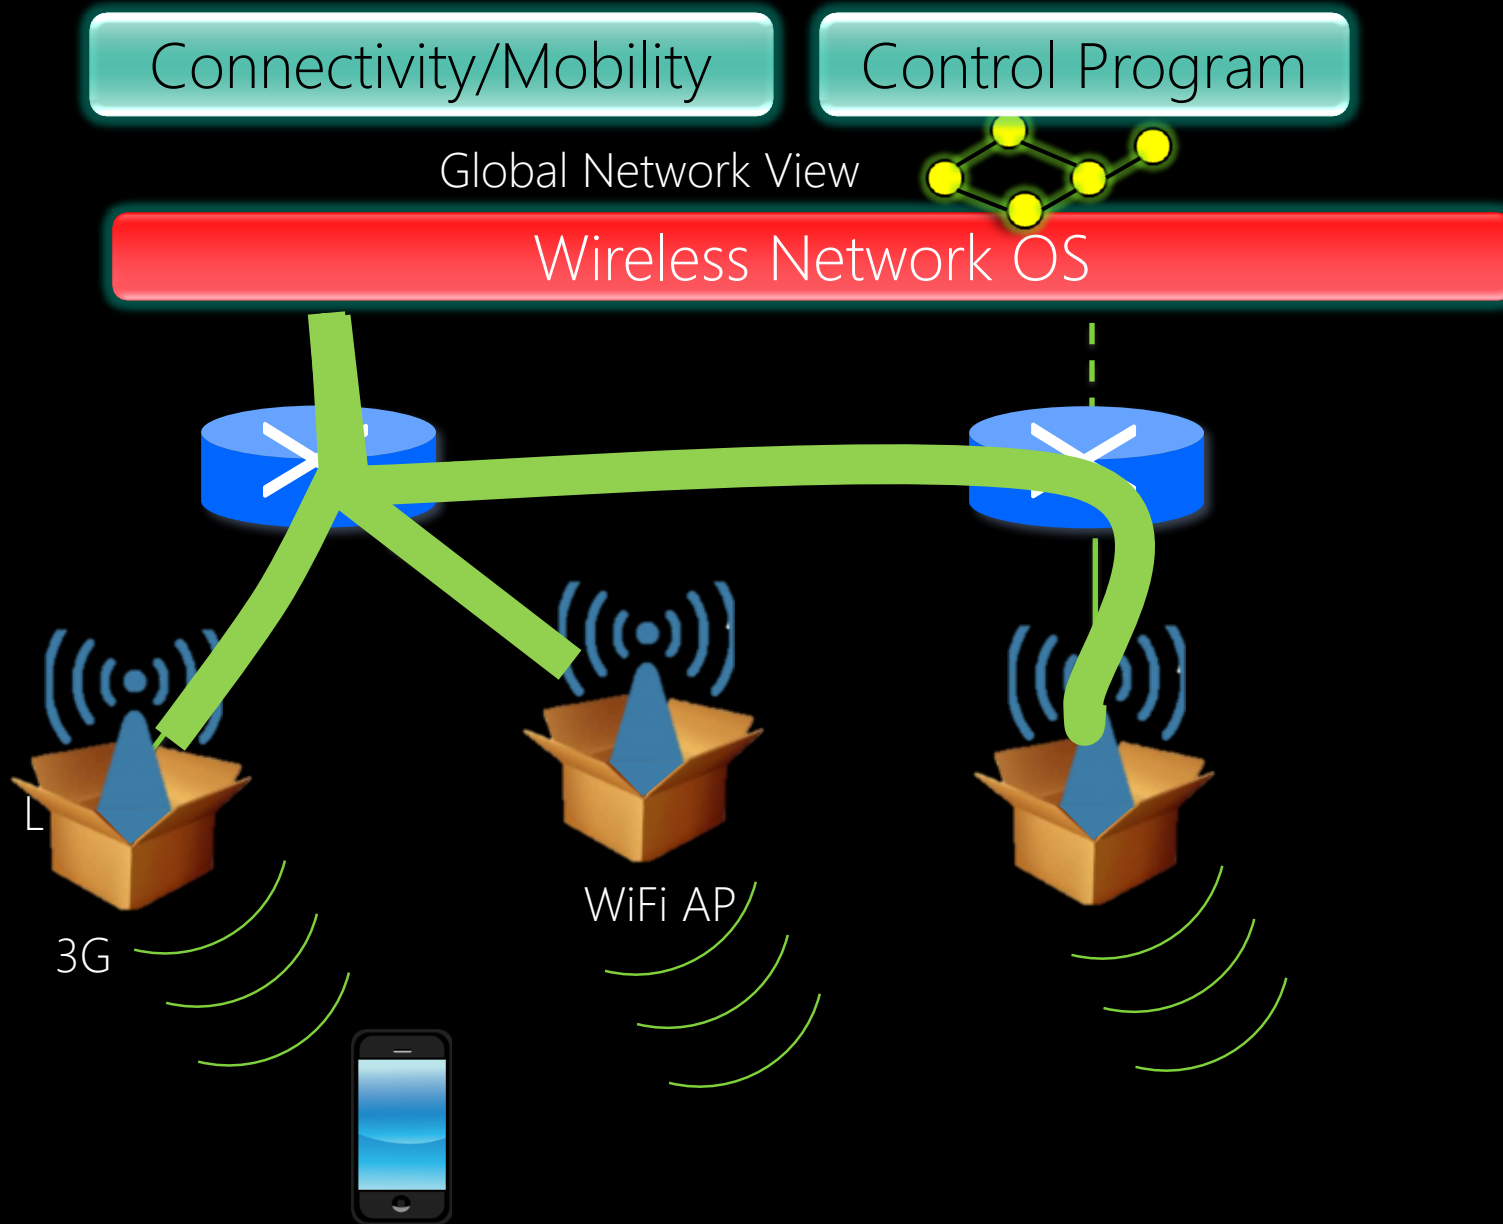 Connectivity/Mobility
Control Program
Global Network View
Wireless Network OS
L
WiFi AP
3G